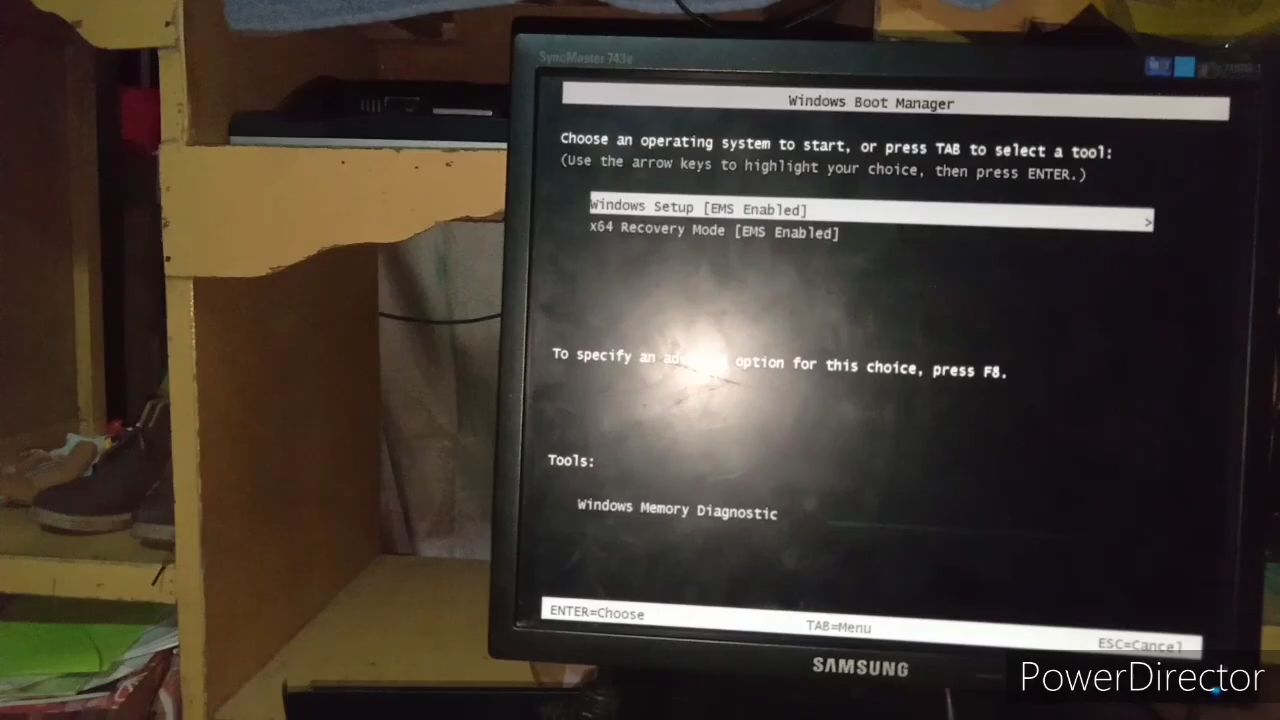 SyncMaster 743n
Windows Boot Manager
Choose an operating system to start, or press TAB to select a tool:
(Use the arrow keys to highlight your choice, then press ENTER.)
Windows Setup [EMS Enabled] >
x64 Recovery Mode [EMS Enabled]
To specify an option for this choice, press F8.
Tools:
Windows Memory Diagnostic
ENTER=Choose TAB=Menu ESC=Cancel
SAMSUNG
PowerDirector